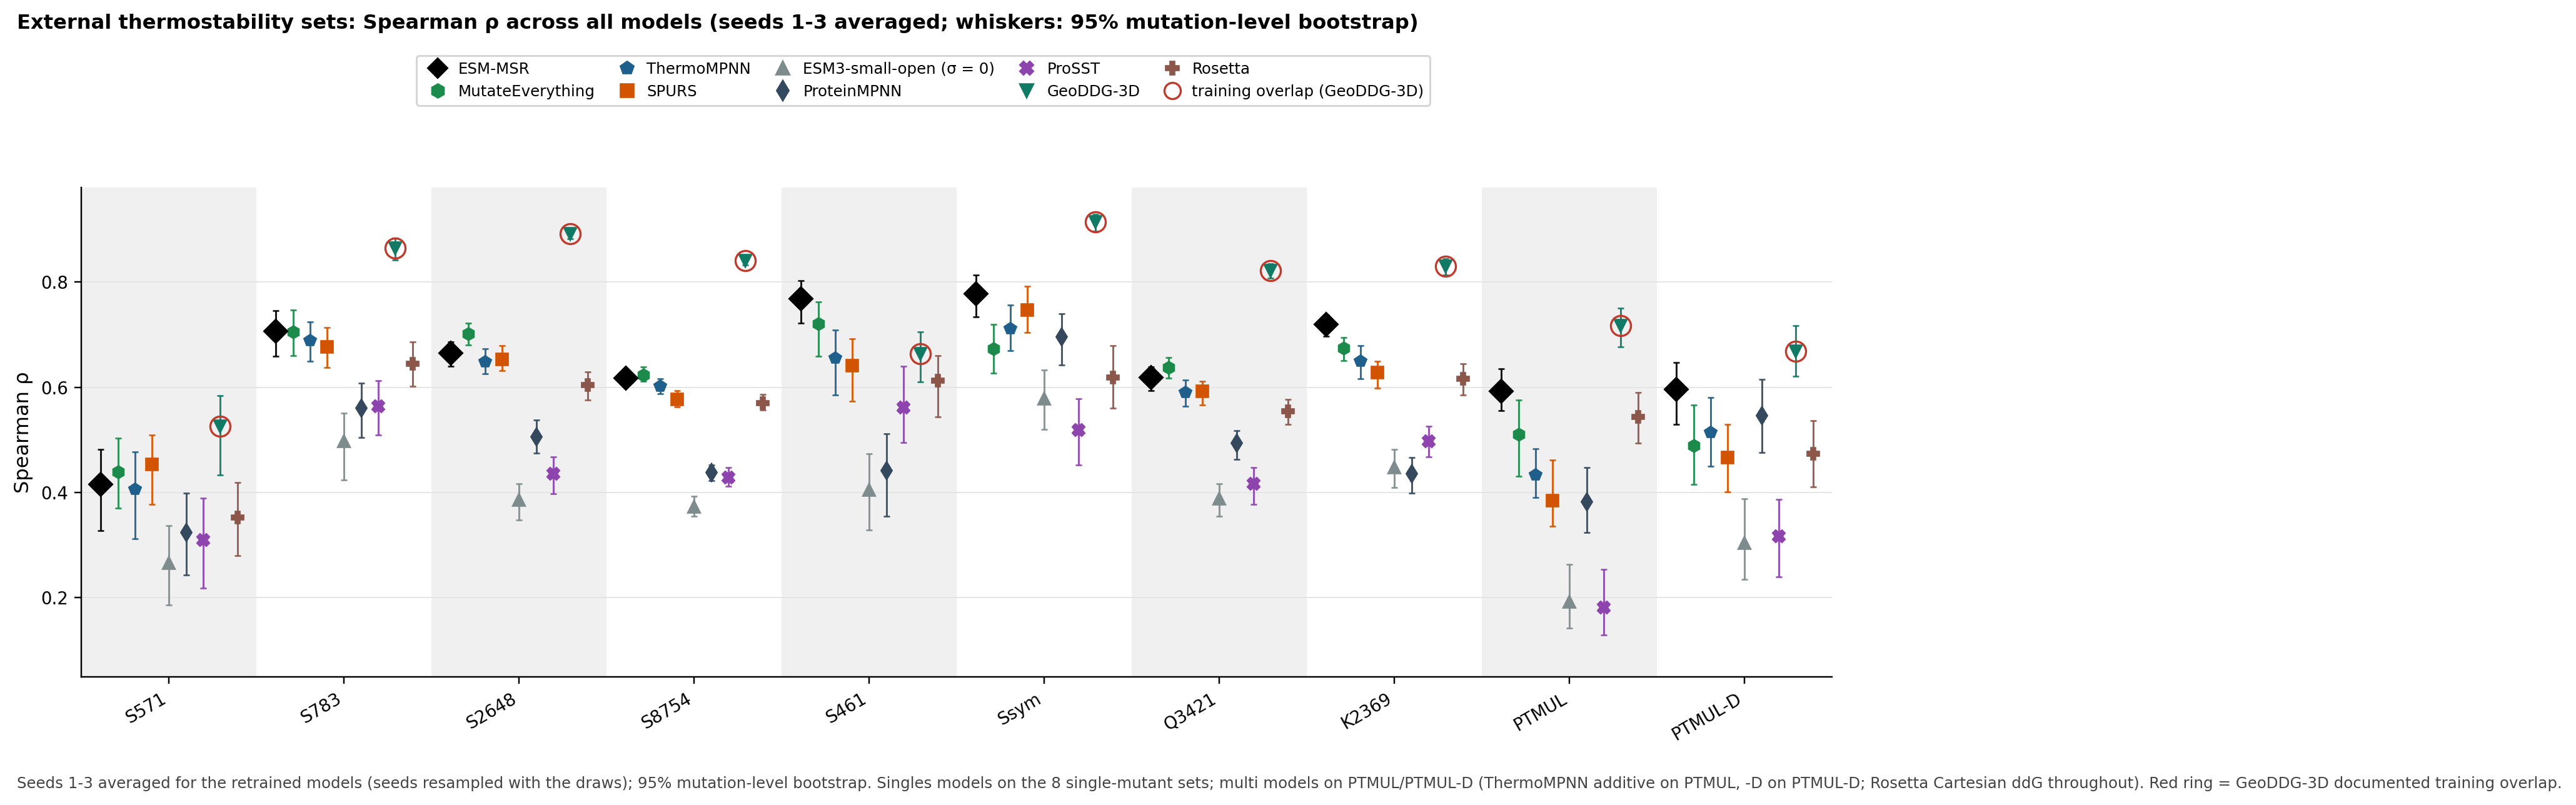 External thermostability sets: Spearman ρ across all models (seeds 1-3 averaged; whiskers: 95% mutation-level bootstrap)
ESM-MSR ThermoMPNN ESM3-small-open (σ = 0) ProSST Rosetta
MutateEverything SPURS ProteinMPNN GeoDDG-3D training overlap (GeoDDG-3D)
Spearman ρ
0.8
0.6
0.4
0.2
S571 S783 S2648 S8754 S461 Ssym Q3421 K2369 PTMUL PTMUL-D
Seeds 1-3 averaged for the retrained models (seeds resampled with the draws); 95% mutation-level bootstrap. Singles models on the 8 single-mutant sets; multi models on PTMUL/PTMUL-D (ThermoMPNN additive on PTMUL, -D on PTMUL-D; Rosetta Cartesian ddG throughout). Red ring = GeoDDG-3D documented training overlap.